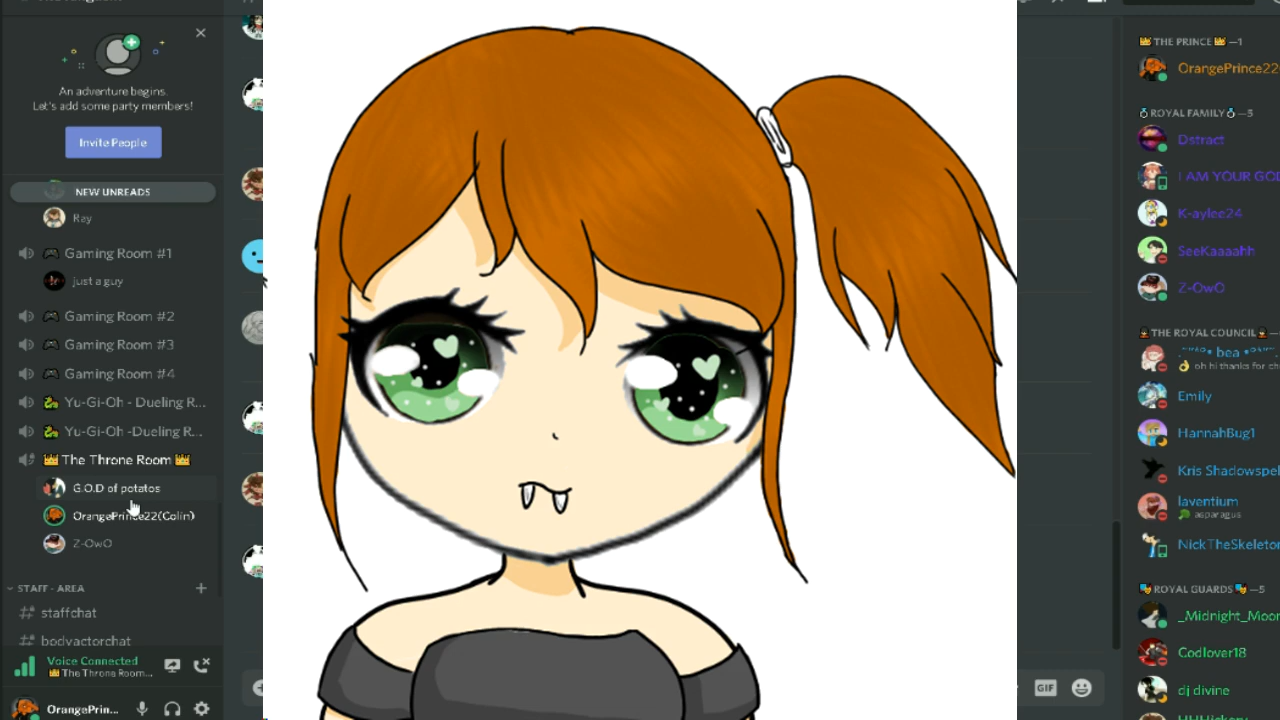 An adventure begins.
Let's add some party members!
Invite People
NEW UNREADS
Ray
Gaming Room #1
just a guy
Gaming Room #2
Gaming Room #3
Gaming Room #4
Yu-Gi-Oh - Dueling R...
Yu-Gi-Oh -Dueling R...
The Throne Room
G.O.D of potatos
OrangePrince22(Colin)
Z-OwO
STAFF - AREA
staffchat
bodyactorchat
Voice Connected
The Throne Room...
OrangePrin...
GIF
THE PRINCE —1
OrangePrince22
ROYAL FAMILY —5
Dstract
I AM YOUR GOD
K-aylee24
SeeKaaaahh
Z-OwO
THE ROYAL COUNCIL —
bea
oh hi thanks for ch
Emily
HannahBug1
Kris Shadowspel
laventium
asparagus
NickTheSkeleton
ROYAL GUARDS —5
_Midnight_Moon
Codlover18
dj divine